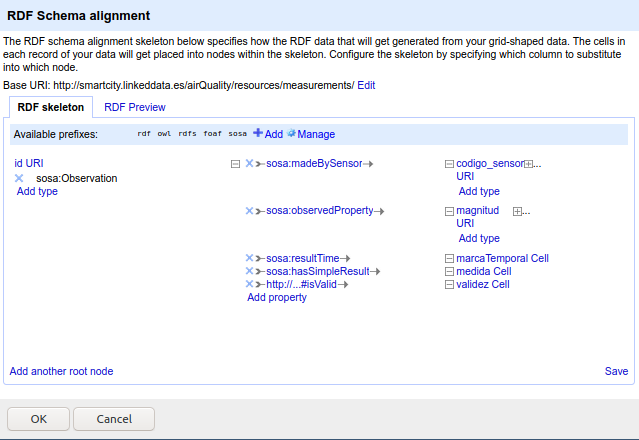 RDF Schema alignment
The RDF schema alignment skeleton below specifies how the RDF data that will get generated from your grid-shaped data. The cells in
each record of your data will get placed into nodes within the skeleton. Configure the skeleton by specifying which column to substitute
into which node.
Base URI: http://smartcity.linkeddata.es/airQuality/resources/measurements/ Edit
RDF skeleton RDF Preview
Available prefixes: rdf owl rdfs foaf sosa Add Manage
id URI
sosa:Observation
Add type
sosa:madeBySensor
codigo_sensor...
URI
Add type
sosa:observedProperty
magnitud ...
URI
Add type
sosa:resultTime marcaTemporal Cell
sosa:hasSimpleResult medida Cell
http://...#isValid validez Cell
Add property
Add another root node Save
OK Cancel